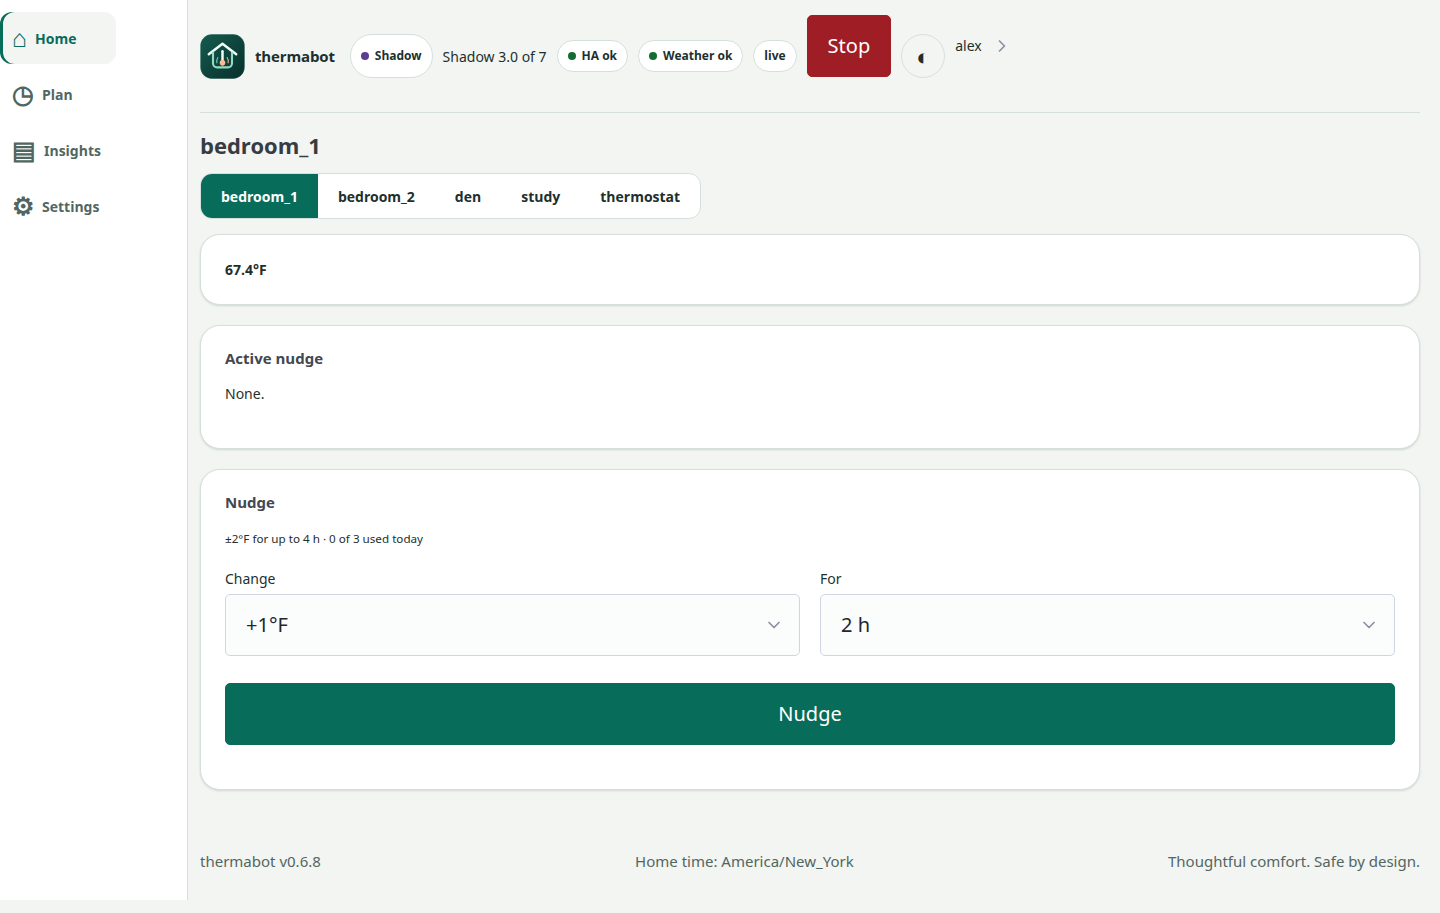 Home
Plan
Insights
Settings
thermabot
Shadow
Shadow 3.0 of 7
HA ok
Weather ok
live
Stop
alex
bedroom_1
bedroom_1 bedroom_2 den study thermostat
67.4°F
Active nudge
None.
Nudge
±2°F for up to 4 h · 0 of 3 used today
Change For
+1°F 2 h
Nudge
thermabot v0.6.8 Home time: America/New_York Thoughtful comfort. Safe by design.